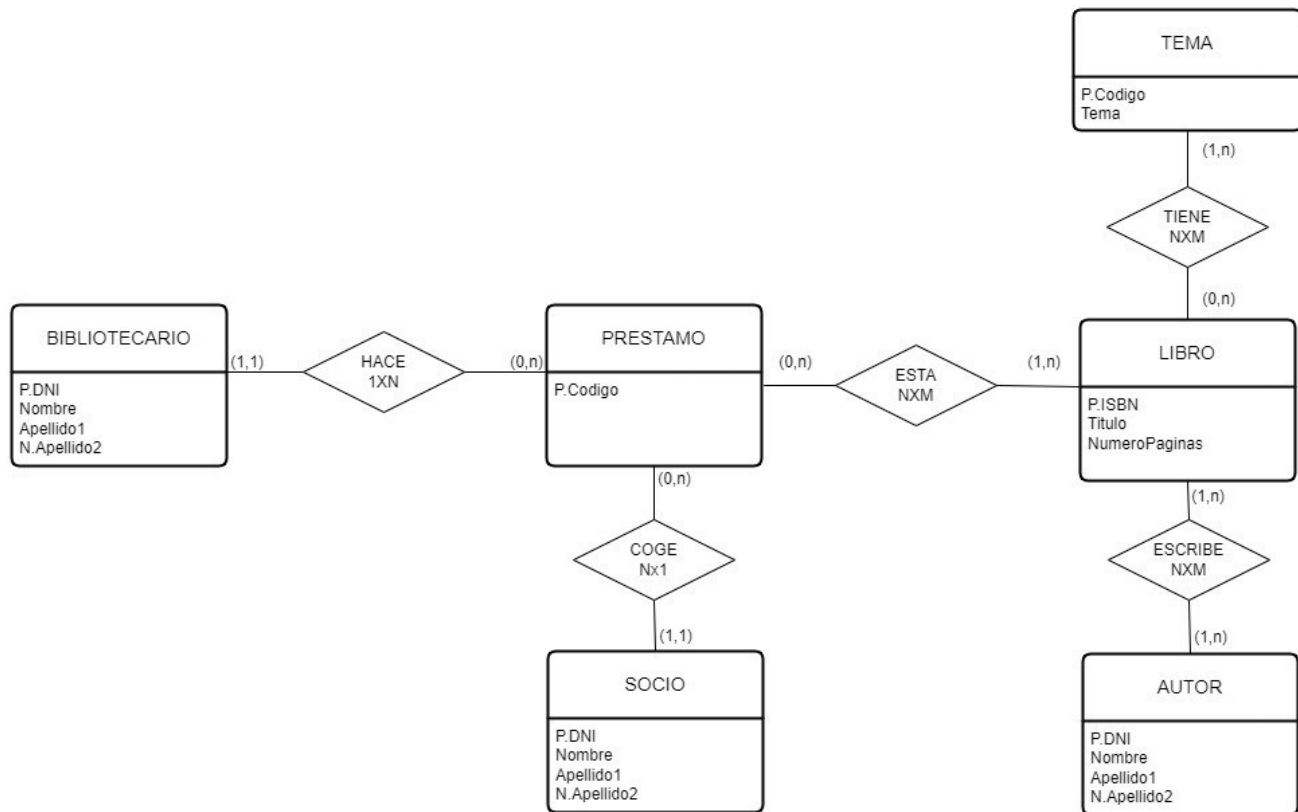 TEMA
P.Codigo
Tema
(1,n)
TIENE
NXM
(0,n)
BIBLIOTECARIO
P.DNI
Nombre
Apellido1
N.Apellido2
(1,1)
HACE
1XN
(0,n)
PRESTAMO
P.Codigo
(0,n)
ESTA
NXM
(1,n)
LIBRO
P.ISBN
Titulo
NumeroPaginas
(0,n)
COGE
Nx1
(1,1)
SOCIO
P.DNI
Nombre
Apellido1
N.Apellido2
(1,n)
ESCRIBE
NXM
(1,n)
AUTOR
P.DNI
Nombre
Apellido1
N.Apellido2